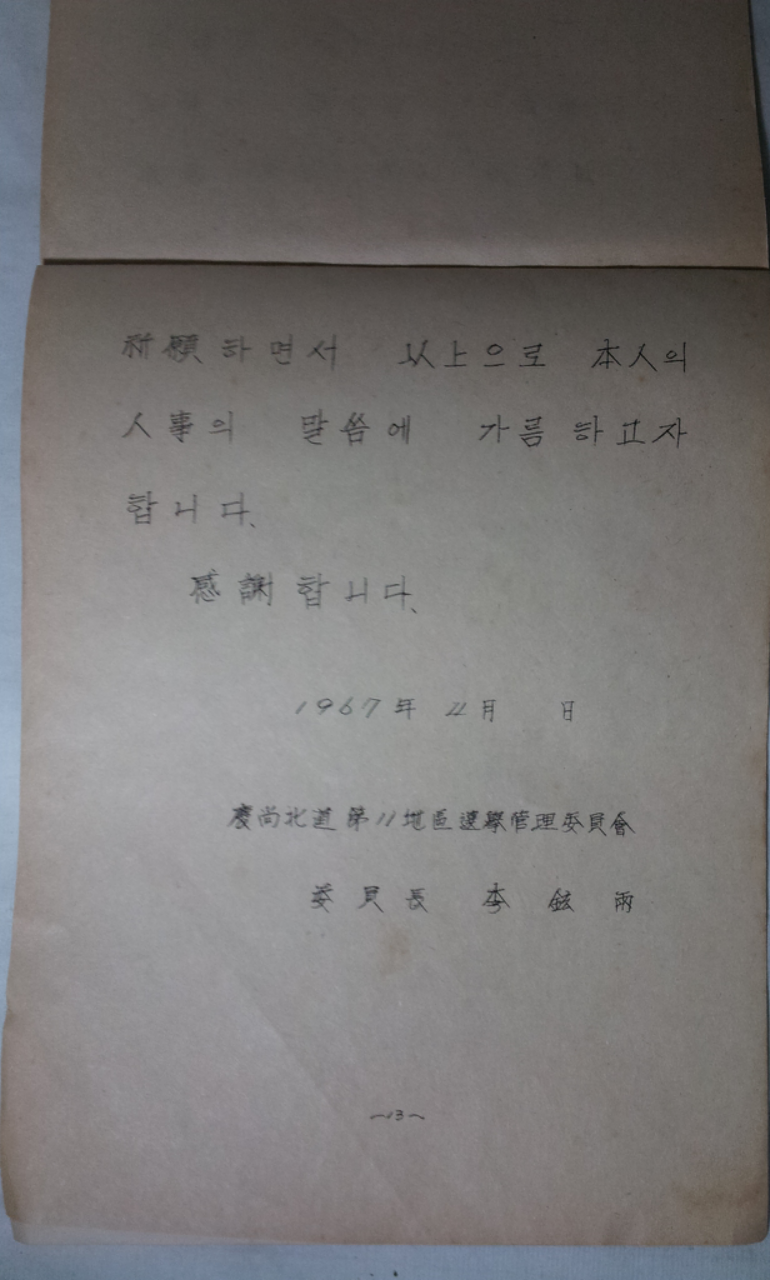 祈願하면서 以上으로 本人의
人事의 말씀에 가름하고자
합니다.
感謝합니다.
1967年 4月 日
慶尚北道 第11地區選擧管理委員會
委員長 李 鉉 雨
~13~